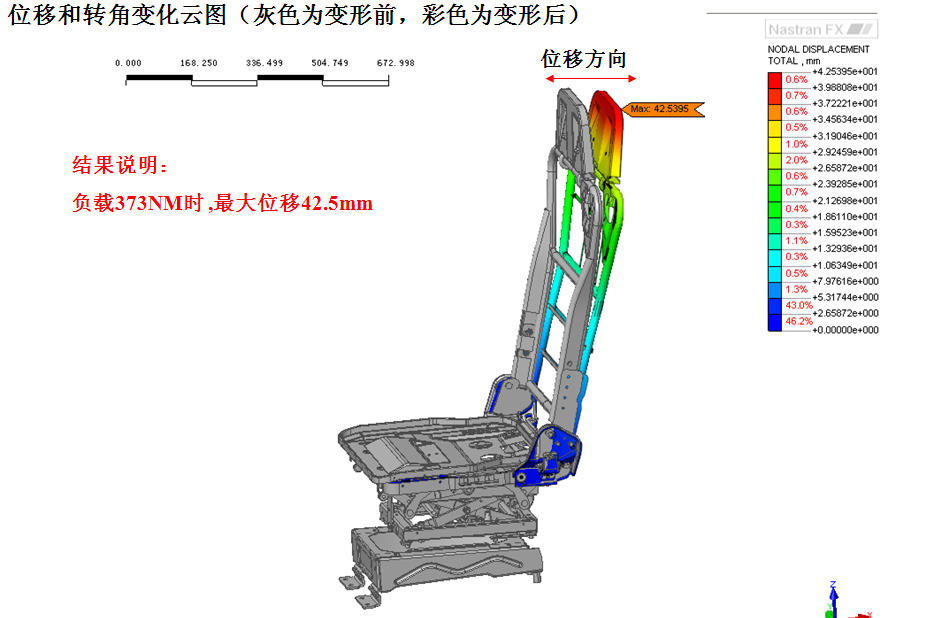 位移和转角变化云图（灰色为变形前，彩色为变形后）
Nastran FX
NODAL DISPLACEMENT
TOTAL , mm
0.000 168.250 336.499 504.749 672.998
位移方向
Max: 42.5395
结果说明:
负载373NM时,最大位移42.5mm
+4.25395e+001
0.6%
+3.98808e+001
0.7%
+3.72221e+001
0.6%
+3.45634e+001
0.5%
+3.19046e+001
1.0%
+2.92459e+001
2.0%
+2.65872e+001
0.6%
+2.39285e+001
0.7%
+2.12698e+001
0.4%
+1.86110e+001
0.3%
+1.59523e+001
1.1%
+1.32936e+001
0.3%
+1.06349e+001
0.5%
+7.97616e+000
1.3%
+5.31744e+000
43.0%
+2.65872e+000
46.2%
+0.00000e+000
Z
X